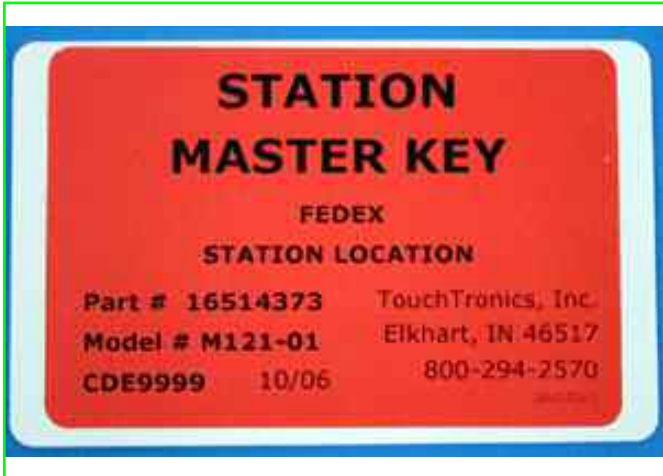 STATION
MASTER KEY
FEDEX
STATION LOCATION
Part # 16514373
Model # M121-01
CDE9999 10/06
TouchTronics, Inc.
Elkhart, IN 46517
800-294-2570